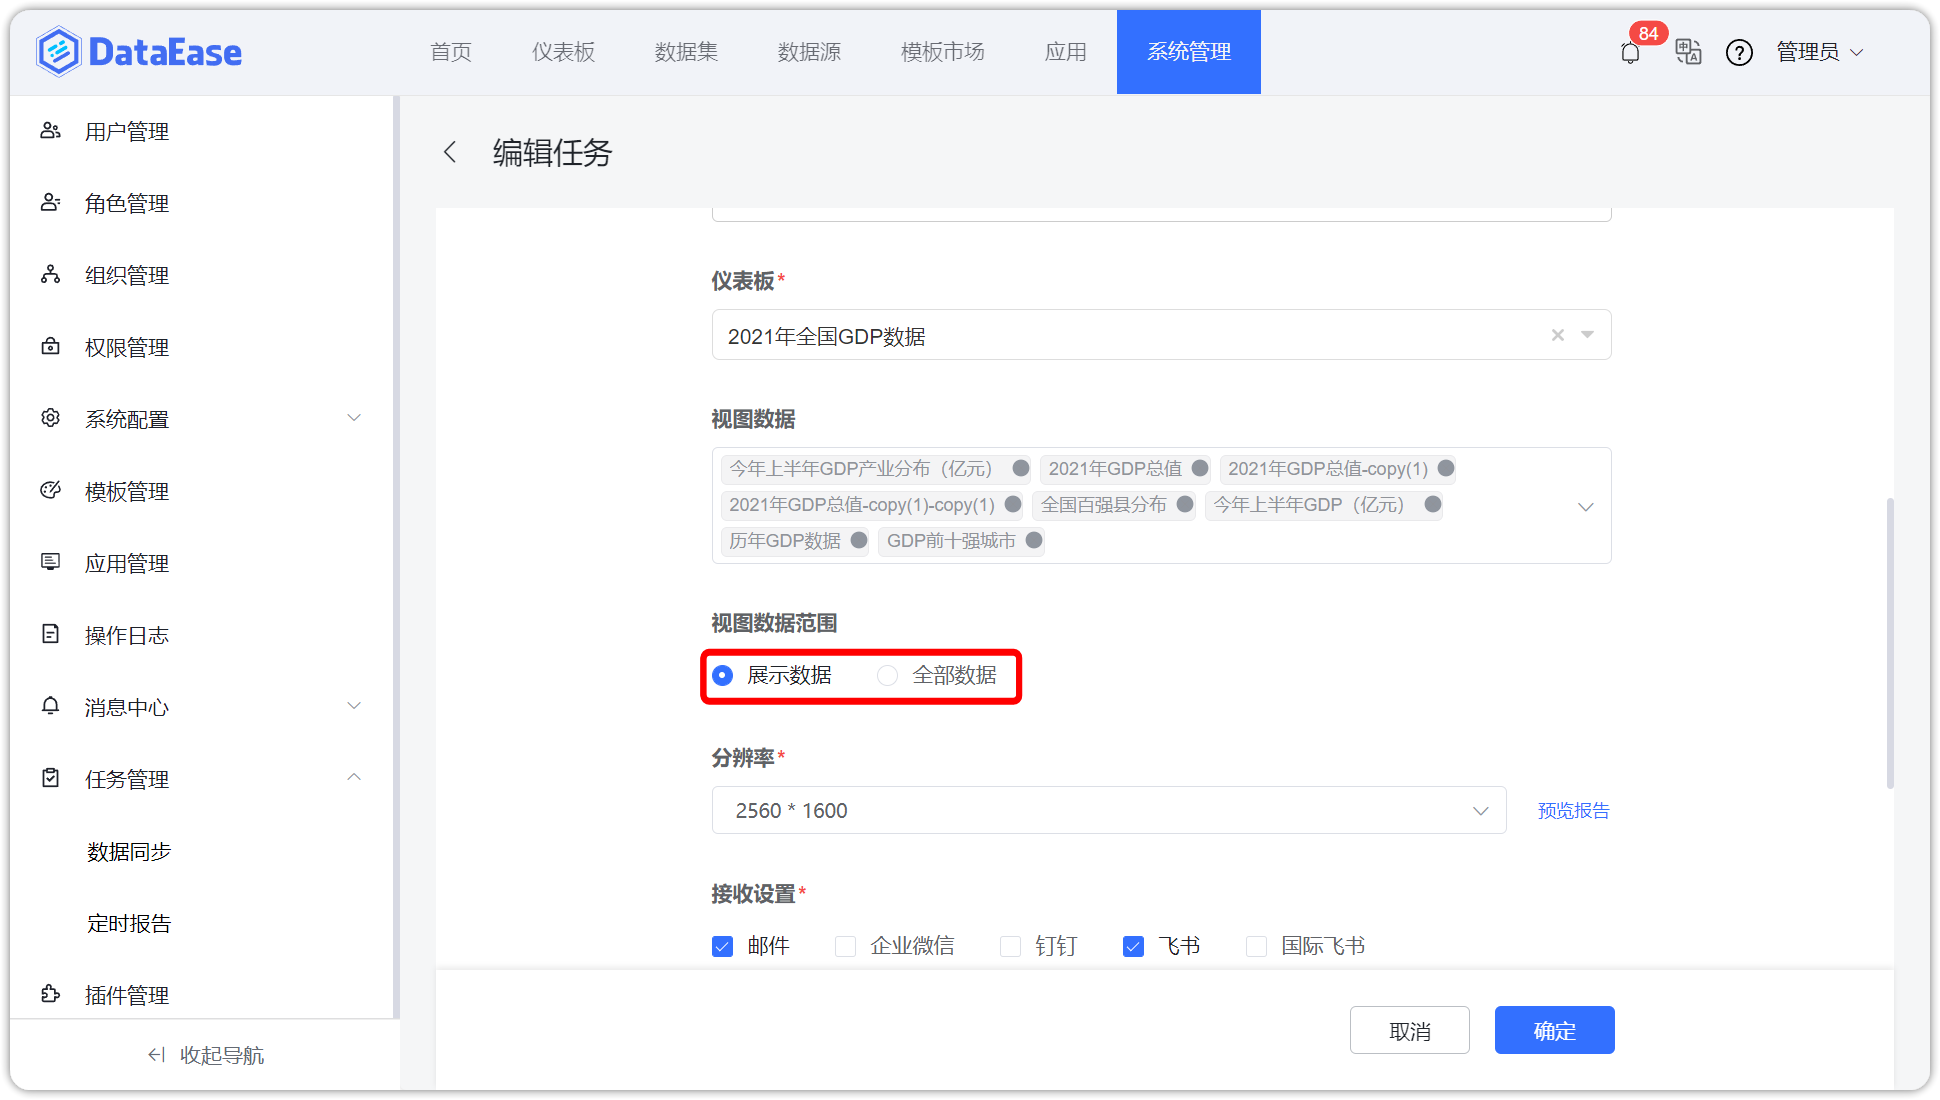 DataEase
首页 仪表板 数据集 数据源 模板市场 应用 系统管理
84
管理员
用户管理
角色管理
组织管理
权限管理
系统配置
模板管理
应用管理
操作日志
消息中心
任务管理
数据同步
定时报告
插件管理
收起导航
编辑任务
仪表板*
2021年全国GDP数据
视图数据
今年上半年GDP产业分布（亿元） 2021年GDP总值 2021年GDP总值-copy(1)
2021年GDP总值-copy(1)-copy(1) 全国百强县分布 今年上半年GDP（亿元）
历年GDP数据 GDP前十强城市
视图数据范围
展示数据 全部数据
分辨率*
2560 * 1600 预览报告
接收设置*
邮件 企业微信 钉钉 飞书 国际飞书
取消 确定